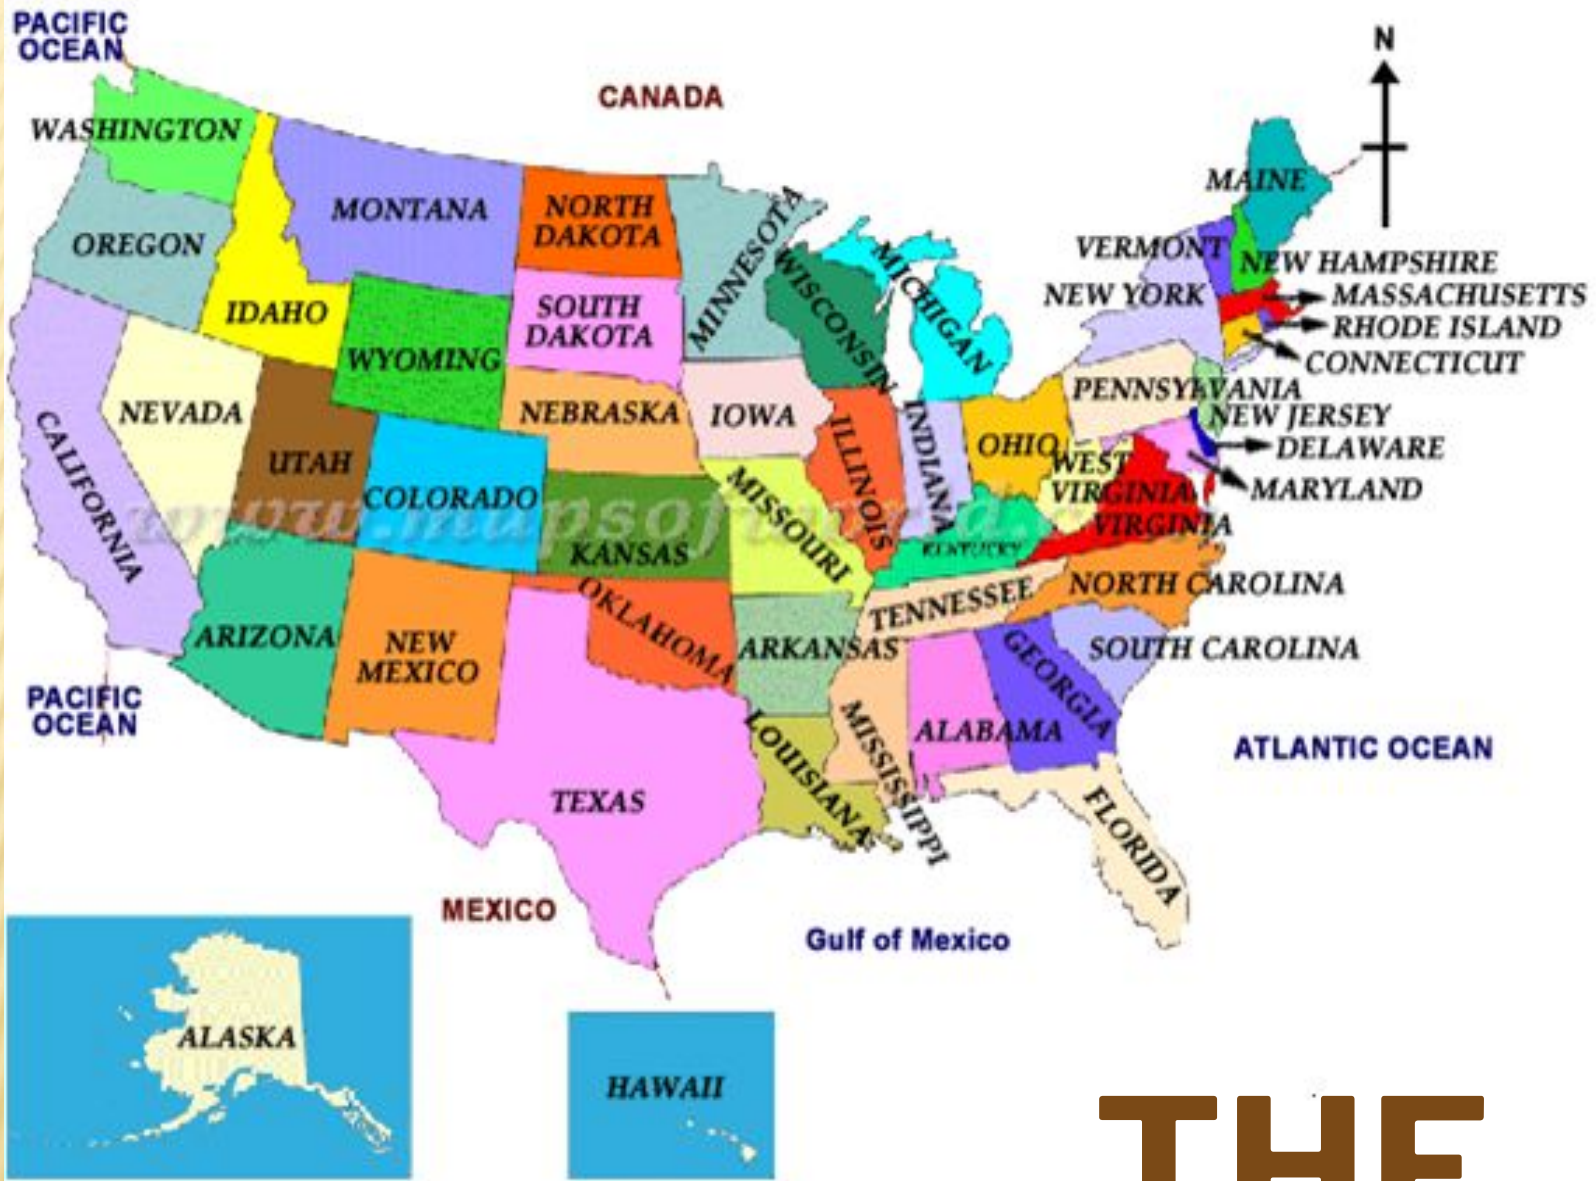 PACIFIC
OCEAN
N
CANADA
WASHINGTON
MAINE
MONTANA
NORTH
DAKOTA
MINNESOTA
OREGON
VERMONT
WISCONSIN
MICHIGAN
NEW HAMPSHIRE
NEW YORK
MASSACHUSETTS
IDAHO
SOUTH
DAKOTA
RHODE ISLAND
WYOMING
CONNECTICUT
PENNSYLVANIA
NEVADA
NEBRASKA
IOWA
NEW JERSEY
CALIFORNIA
ILLINOIS
INDIANA
OHIO
DELAWARE
UTAH
WEST
VIRGINIA
COLORADO
MISSOURI
MARYLAND
www.mapsofworld.c
VIRGINIA
KANSAS
KENTUCKY
OKLAHOMA
TENNESSEE
NORTH CAROLINA
ARIZONA
NEW
MEXICO
ARKANSAS
GEORGIA
SOUTH CAROLINA
PACIFIC
OCEAN
LOUISIANA
MISSISSIPPI
ALABAMA
ATLANTIC OCEAN
TEXAS
FLORIDA
MEXICO
Gulf of Mexico
ALASKA
HAWAII
THE